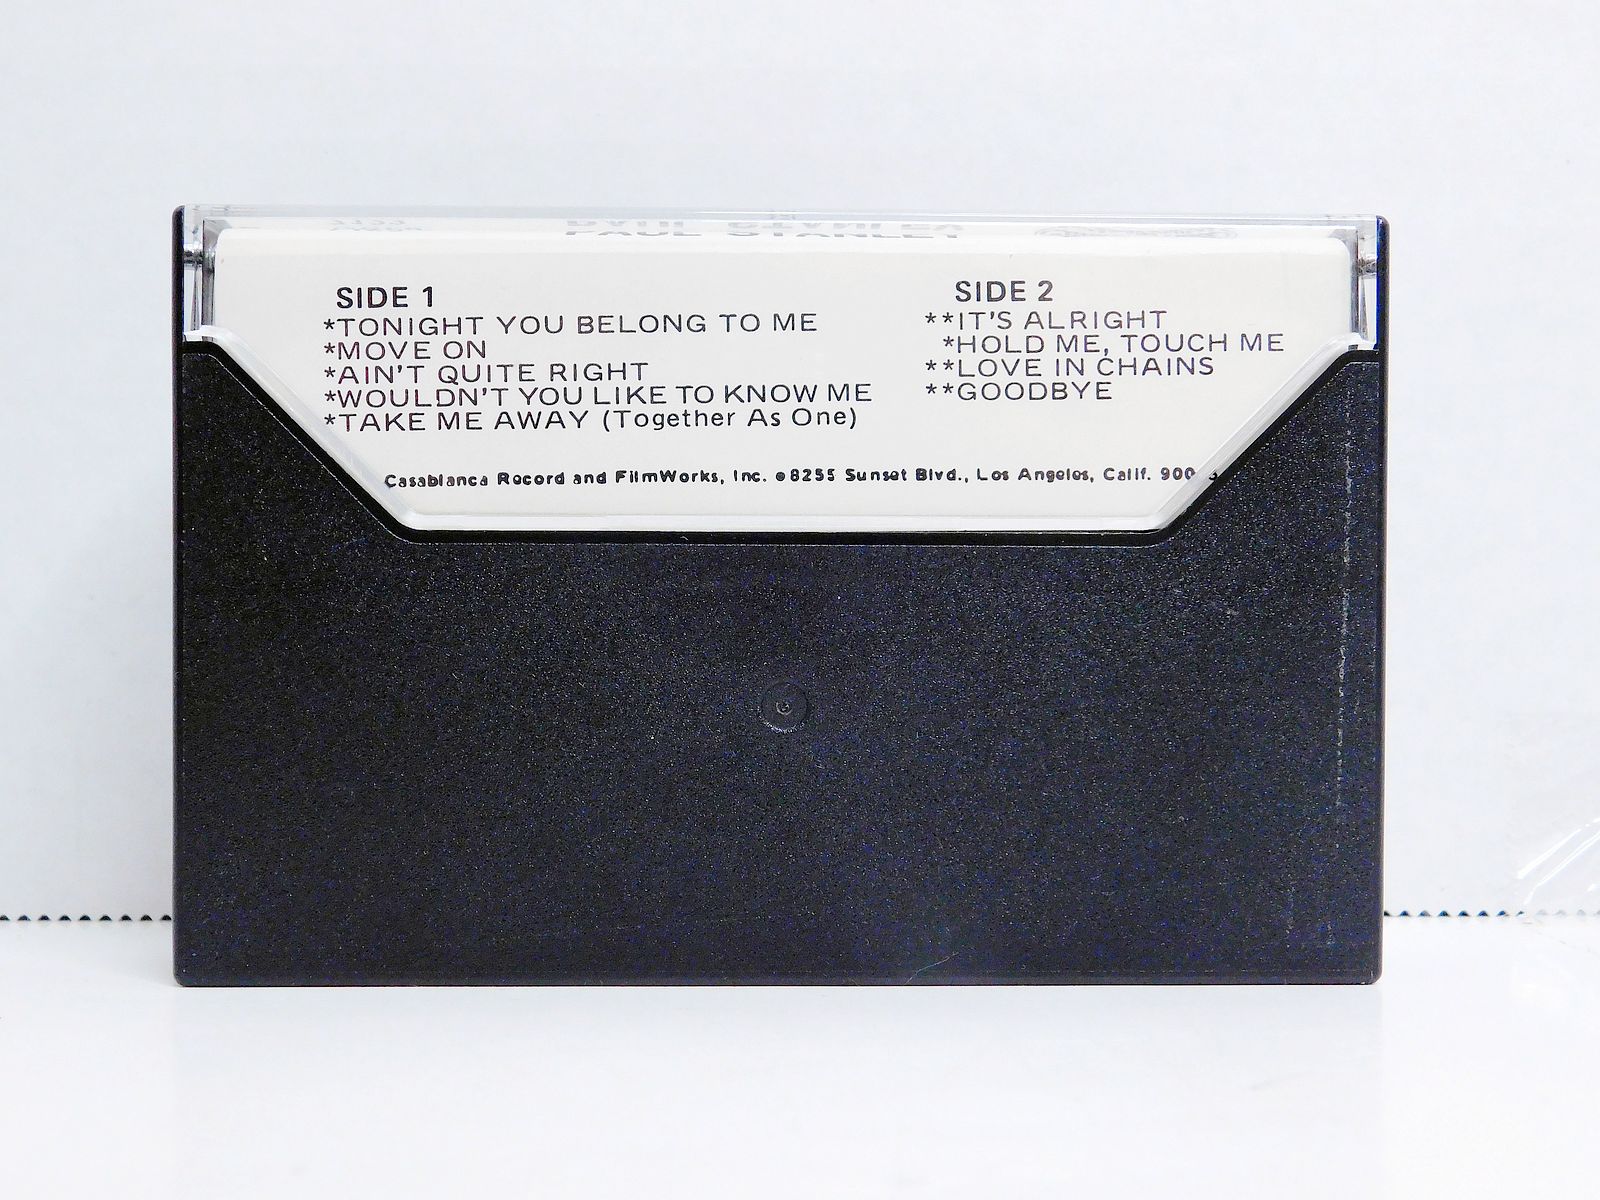 PAUL STANLEY
SIDE 1
*TONIGHT YOU BELONG TO ME
*MOVE ON
*AIN'T QUITE RIGHT
*WOULDN'T YOU LIKE TO KNOW ME
*TAKE ME AWAY (Together As One)
SIDE 2
**IT'S ALRIGHT
*HOLD ME, TOUCH ME
**LOVE IN CHAINS
**GOODBYE
Casablanca Record and FilmWorks, Inc. •8255 Sunset Blvd., Los Angeles, Calif.